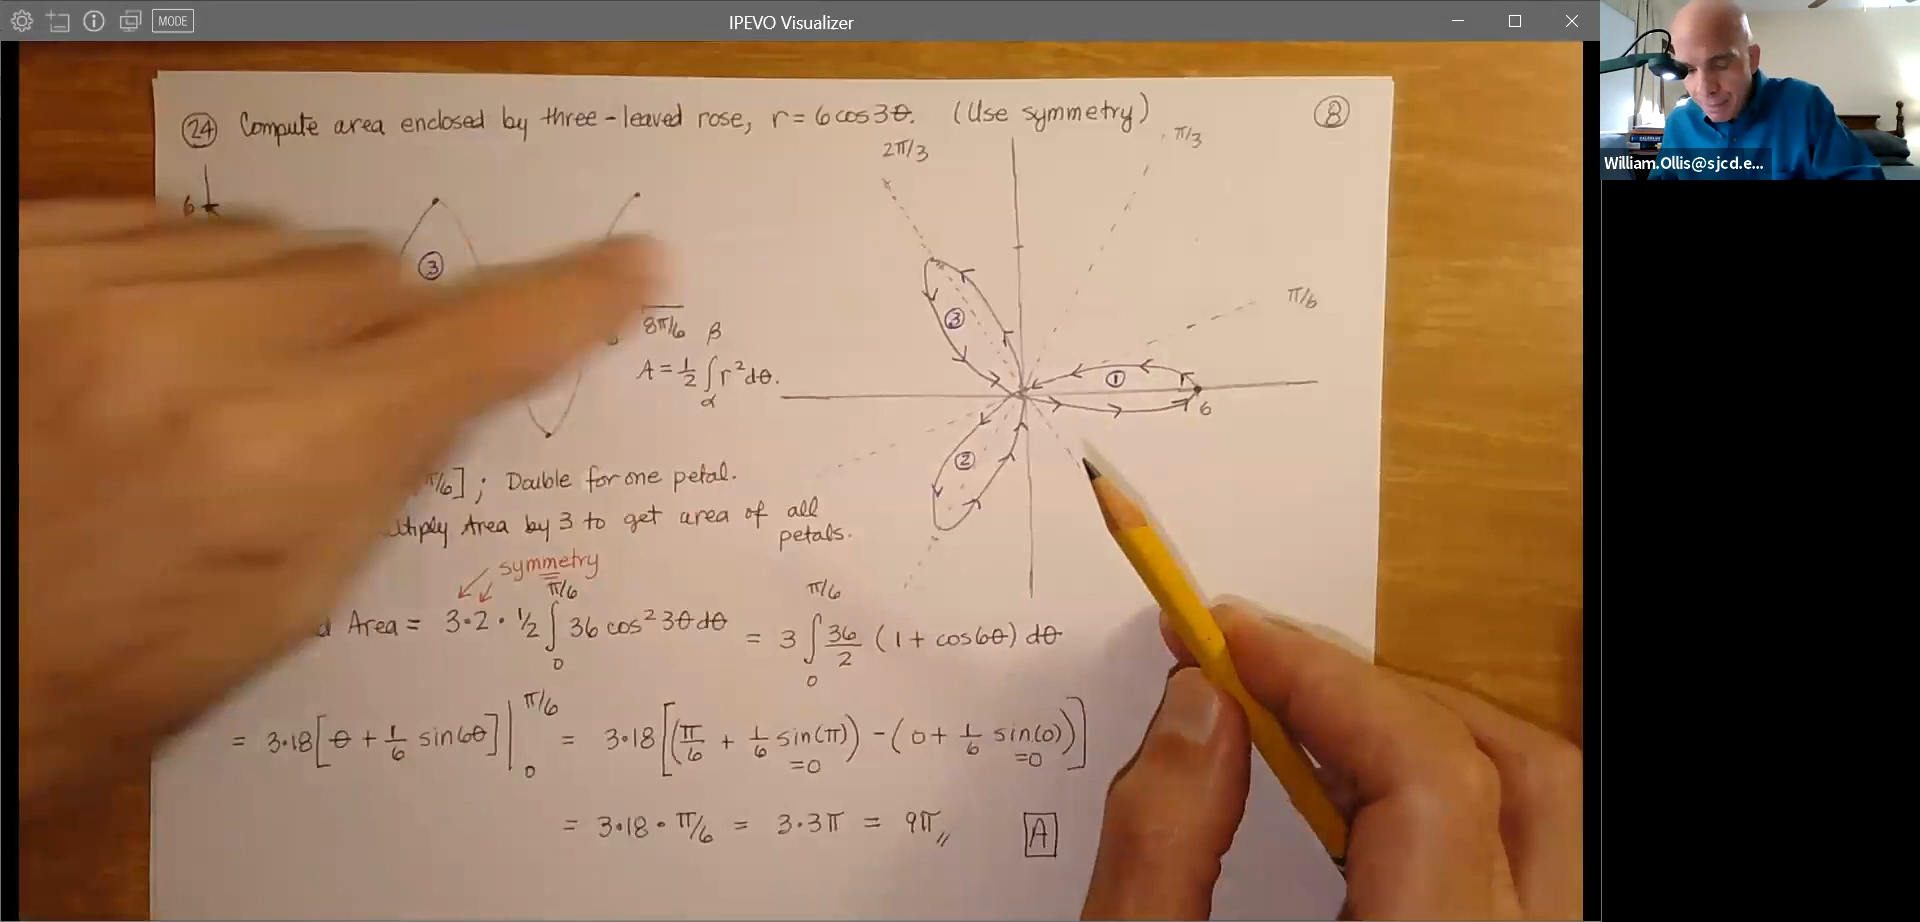 MODE
IPEVO Visualizer
William.Ollis@sjcd.e...
24 Compute area enclosed by three-leaved rose, r = 6cos3θ. (Use symmetry) 8
2π/3
π/3
6
3
π/6
8π/6
A = 1/2 ∫ r² dθ.
β
α
3
1
6
2
π/6] ; Double for one petal.
Area by 3 to get area of all
petals.
symmetry
Area = 3·2 · 1/2 ∫₀^π/6 36 cos² 3θ dθ = 3 ∫₀^π/6 36/2 (1 + cos6θ) dθ
= 3·18 [θ + 1/6 sin6θ] |₀^π/6 = 3·18 [(π/6 + 1/6 sin(π)) - (0 + 1/6 sin(0))]
=0 =0
= 3·18 · π/6 = 3·3π = 9π,, A